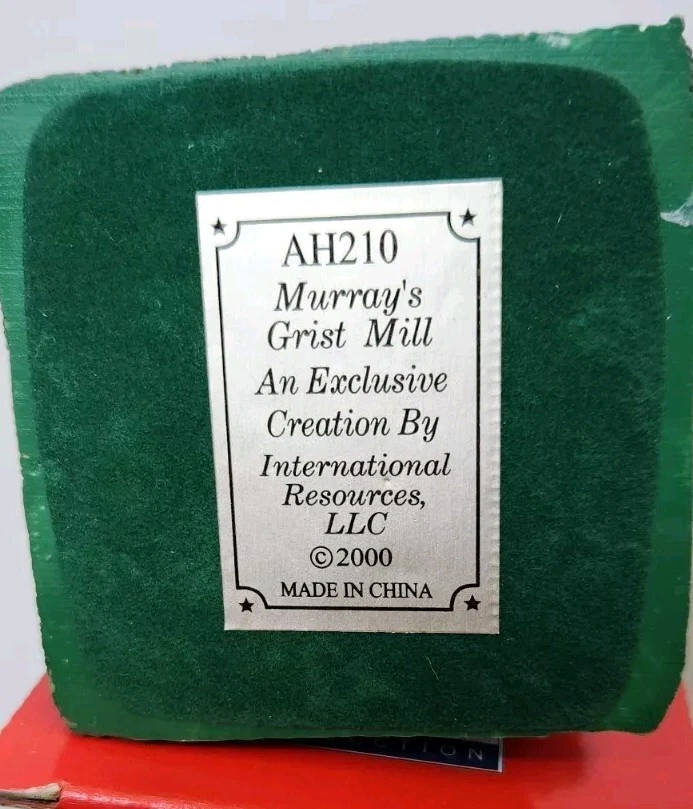 AH210
Murray's
Grist Mill
An Exclusive
Creation By
International
Resources,
LLC
©2000
MADE IN CHINA